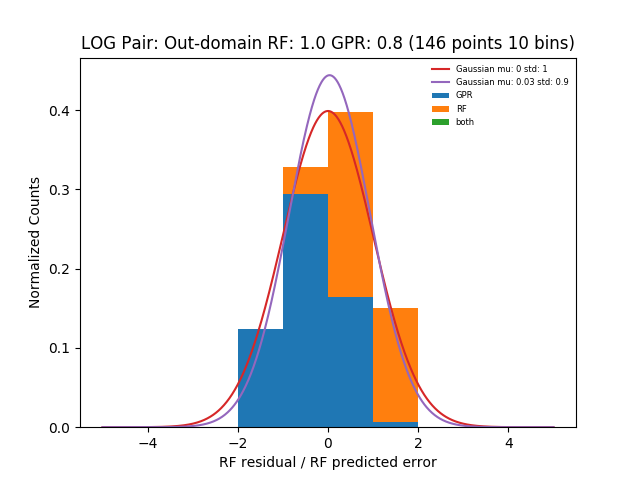 LOG Pair: Out-domain RF: 1.0 GPR: 0.8 (146 points 10 bins)
Gaussian mu: 0 std: 1
Gaussian mu: 0.03 std: 0.9
GPR
RF
both
Normalized Counts
0.4
0.3
0.2
0.1
0.0
−4
−2
0
2
4
RF residual / RF predicted error